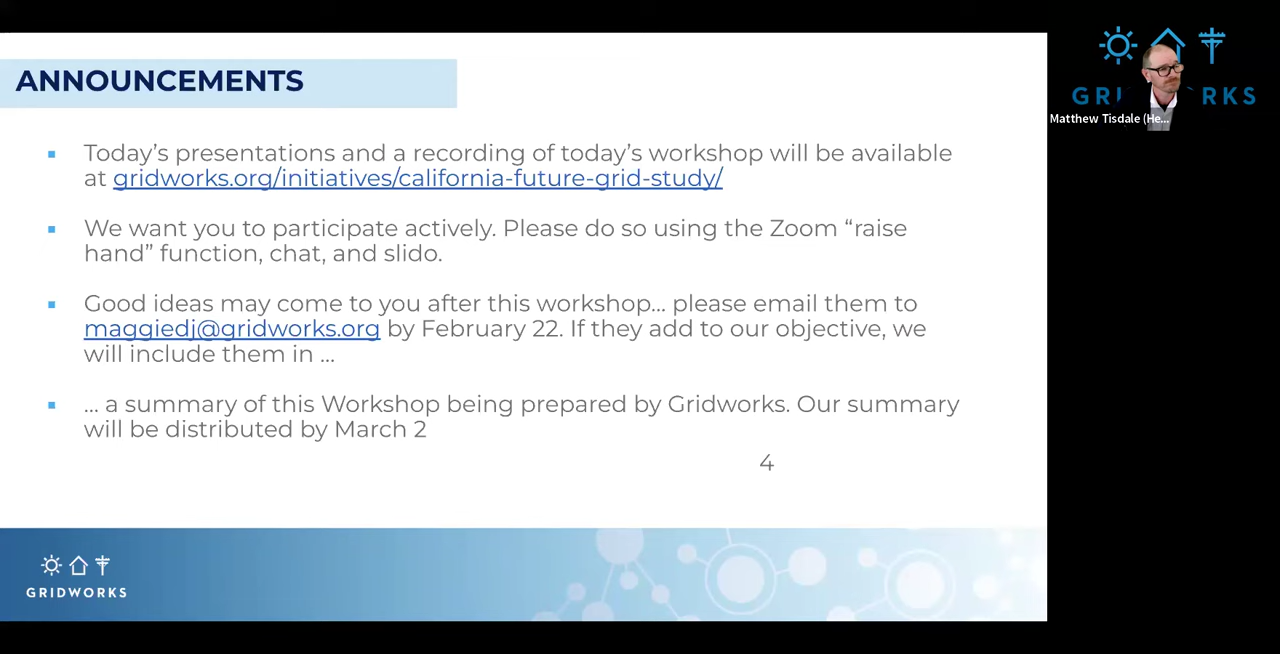 ANNOUNCEMENTS
Today’s presentations and a recording of today’s workshop will be available
at gridworks.org/initiatives/california-future-grid-study/
We want you to participate actively. Please do so using the Zoom “raise
hand” function, chat, and slido.
Good ideas may come to you after this workshop... please email them to
maggiedj@gridworks.org by February 22. If they add to our objective, we
will include them in ...
... a summary of this Workshop being prepared by Gridworks. Our summary
will be distributed by March 2
4
GRIDWORKS
GRI RKS
Matthew Tisdale (He...